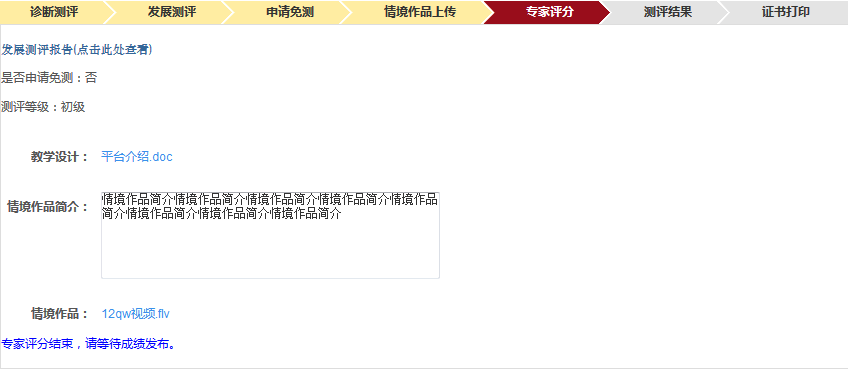 诊断测评
发展测评
申请免测
情境作品上传
专家评分
测评结果
证书打印
发展测评报告(点击此处查看)
是否申请免测：否
测评等级：初级
教学设计： 平台介绍.doc
情境作品简介： 情境作品简介情境作品简介情境作品简介情境作品简介情境作品
简介情境作品简介情境作品简介情境作品简介
情境作品： 12qw视频.flv
专家评分结束，请等待成绩发布。